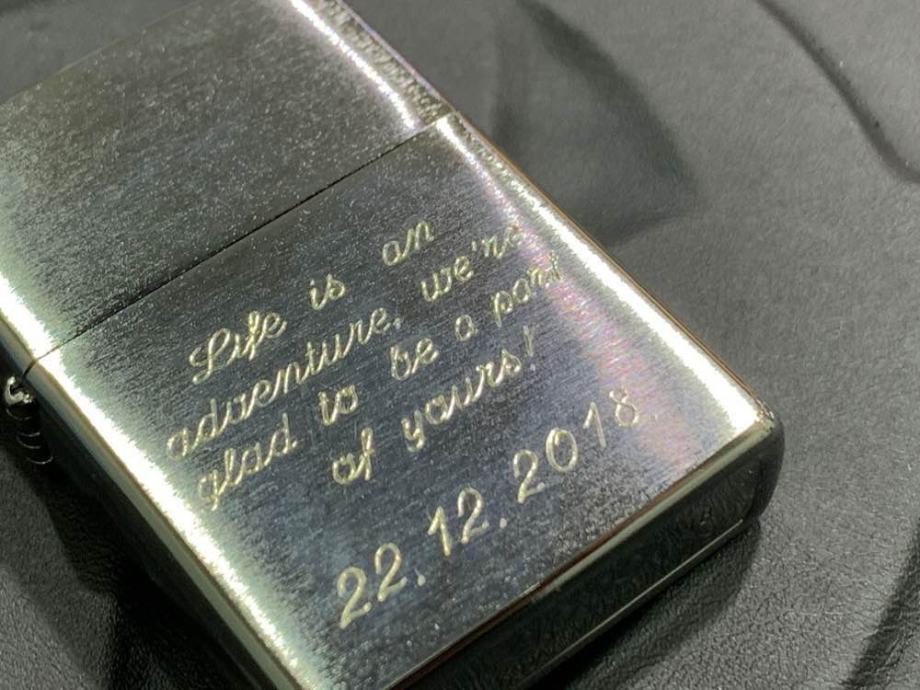 Life is an
adventure, we're
glad to be a part
of yours!
22.12.2018.